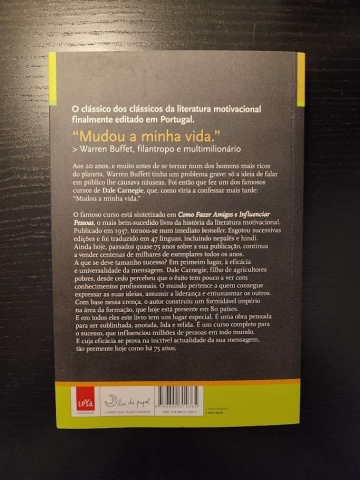 O clássico dos clássicos da literatura motivacional
finalmente editado em Portugal.
“Mudou a minha vida.”
> Warren Buffet, filantropo e multimilionário
Aos 20 anos, e muito antes de se tornar num dos homens mais ricos
do planeta, Warren Buffett tinha um problema grave: só a ideia de falar
em público lhe causava náuseas. Foi então que fez um dos famosos
cursos de Dale Carnegie, que, como viria a confessar mais tarde:
“Mudou a minha vida.”
O famoso curso está sintetizado em Como Fazer Amigos e Influenciar
Pessoas, o mais bem-sucedido livro da história da literatura motivacional.
Publicado em 1937, tornou-se num imediato bestseller. Esgotou sucessivas
edições e foi traduzido em 47 línguas, incluindo nepalês e hindi.
Ainda hoje, passados quase 75 anos sobre a sua publicação, continua
a vender centenas de milhares de exemplares todos os anos.
A que se deve tamanho sucesso? Em primeiro lugar, à eficácia
e universalidade da mensagem. Dale Carnegie, filho de agricultores
pobres, desde cedo percebeu que o êxito tem pouco a ver com
conhecimentos profissionais. O mundo pertence a quem consegue
expressar as suas ideias, assumir a liderança e entusiasmar os outros.
Com base nessa crença, o autor construiu um formidável império
na área da formação, que hoje está presente em 80 países.
E em todos eles este livro tem um lugar especial. É uma obra pensada
para ser sublinhada, anotada, lida e relida. É um curso completo para
o sucesso, que influenciou milhões de pessoas em todo o mundo.
E cuja eficácia se prova na incrível actualidade da sua mensagem,
tão premente hoje como há 75 anos.
LeYa
lua de papel